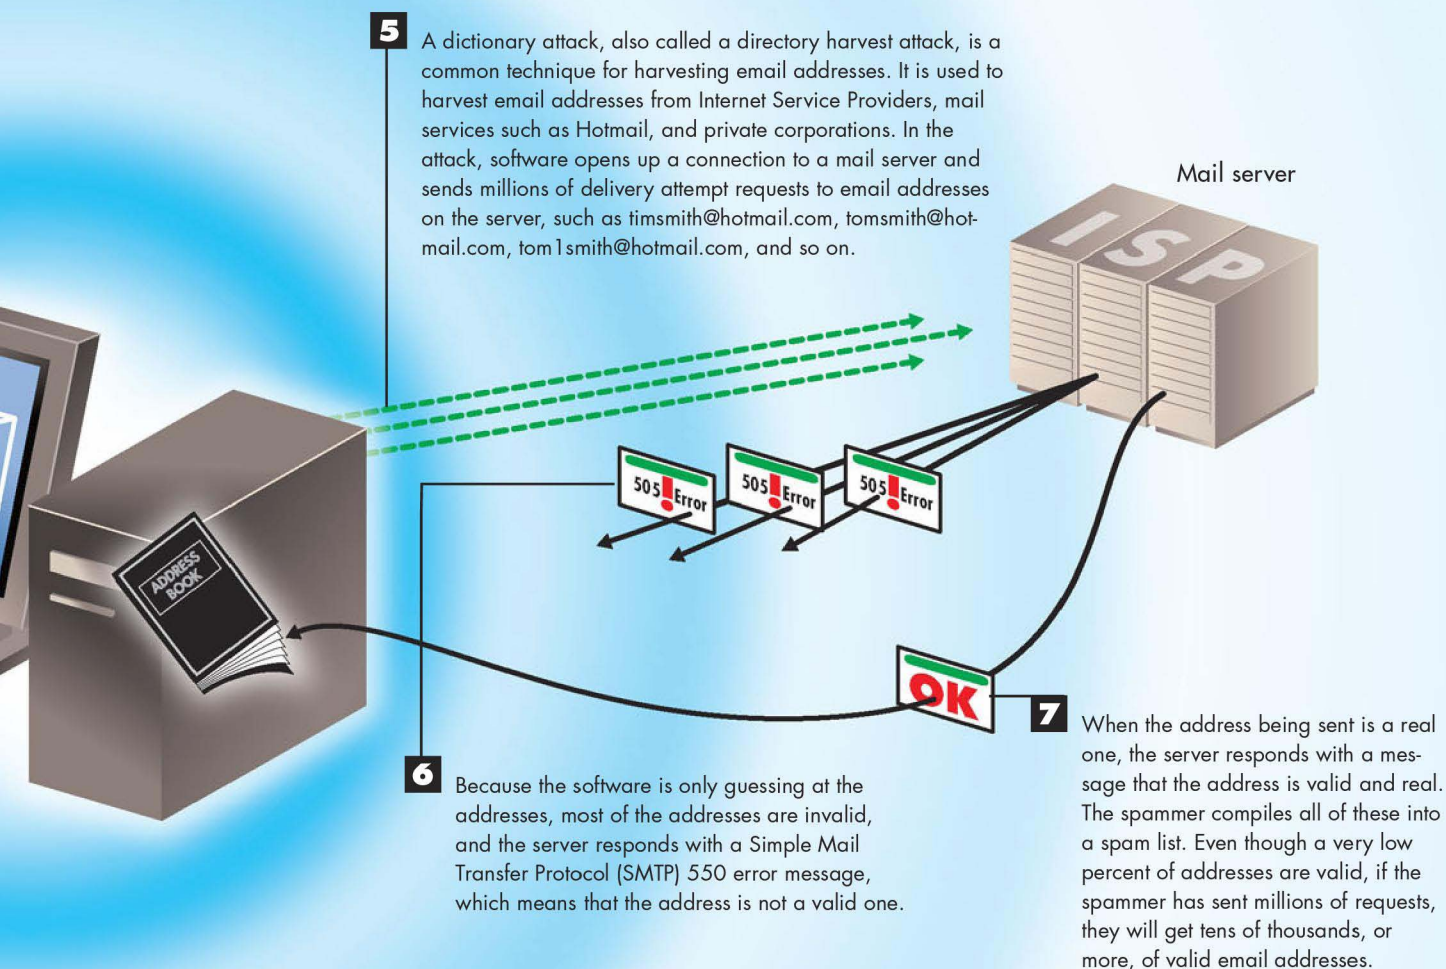 5
A dictionary attack, also called a directory harvest attack, is a
common technique for harvesting email addresses. It is used to
harvest email addresses from Internet Service Providers, mail
services such as Hotmail, and private corporations. In the
attack, software opens up a connection to a mail server and
sends millions of delivery attempt requests to email addresses
on the server, such as timsmith@hotmail.com, tomsmith@hot-
mail.com, tom1smith@hotmail.com, and so on.
Mail server
ISP
505! Error
505! Error
505! Error
ADDRESS
BOOK
OK
6
Because the software is only guessing at the
addresses, most of the addresses are invalid,
and the server responds with a Simple Mail
Transfer Protocol (SMTP) 550 error message,
which means that the address is not a valid one.
7
When the address being sent is a real
one, the server responds with a mes-
sage that the address is valid and real.
The spammer compiles all of these into
a spam list. Even though a very low
percent of addresses are valid, if the
spammer has sent millions of requests,
they will get tens of thousands, or
more, of valid email addresses.